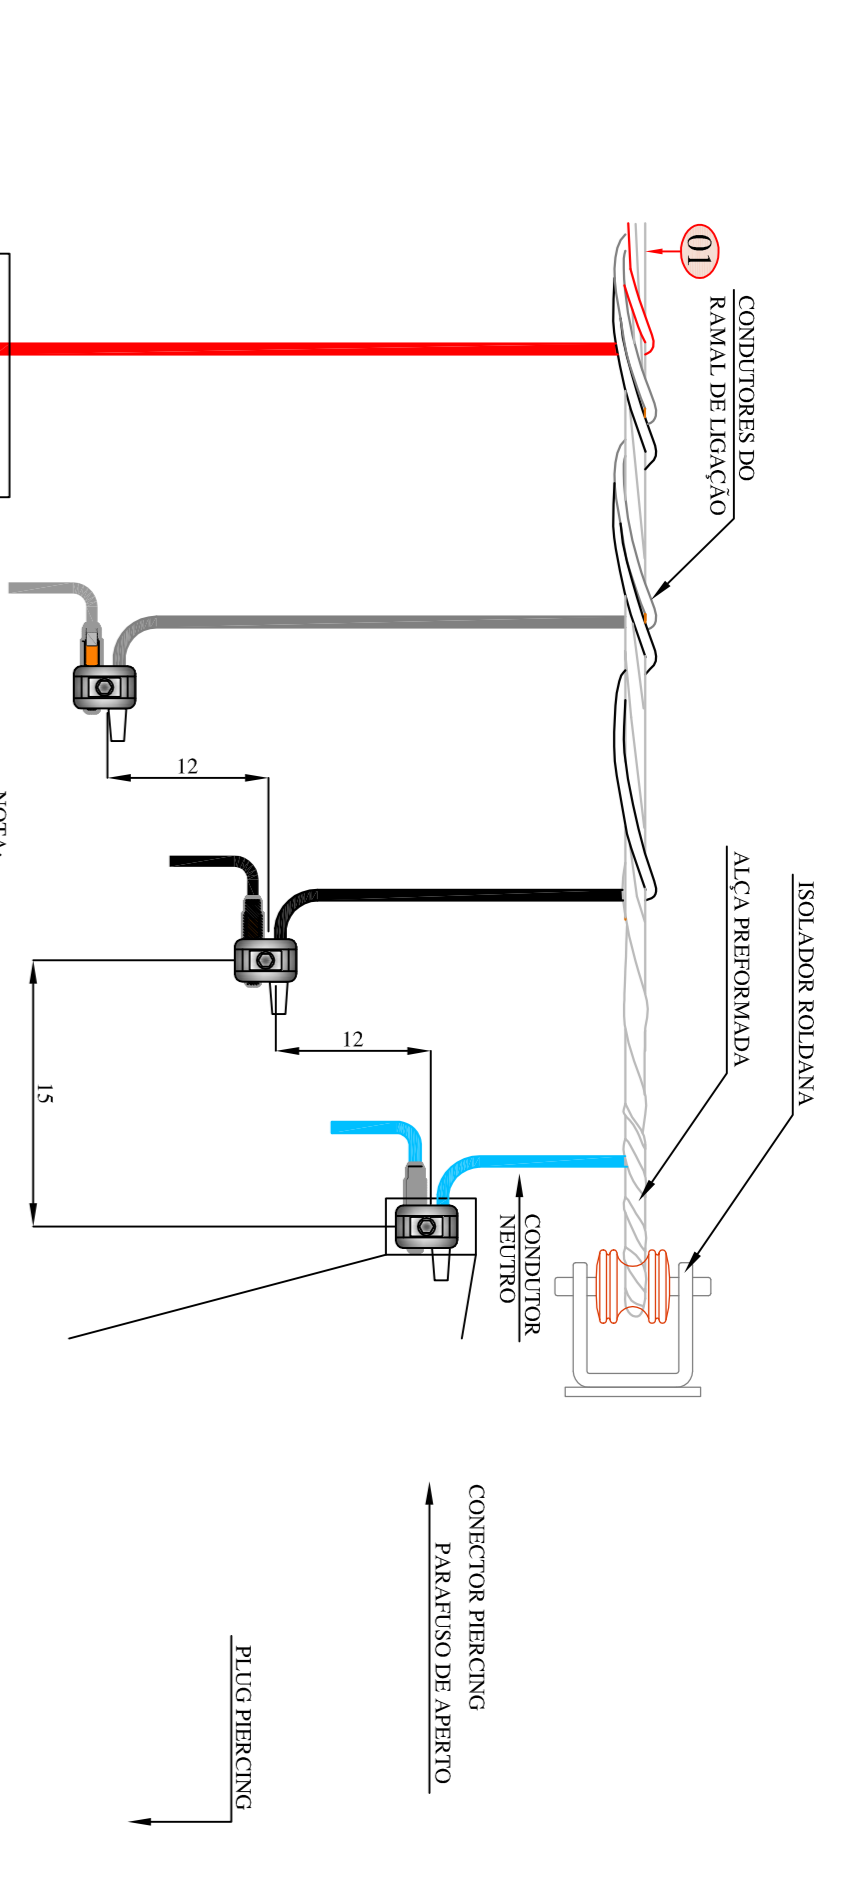 01
CONDUTORES DO
RAMAL DE LIGAÇÃO
ISOLADOR ROLDANA
ALÇA PREFORMADA
CONDUTOR
NEUTRO
CONECTOR PIERCING
PARAFUSO DE APERTO
PLUG PIERCING
12
12
15
NOTA: